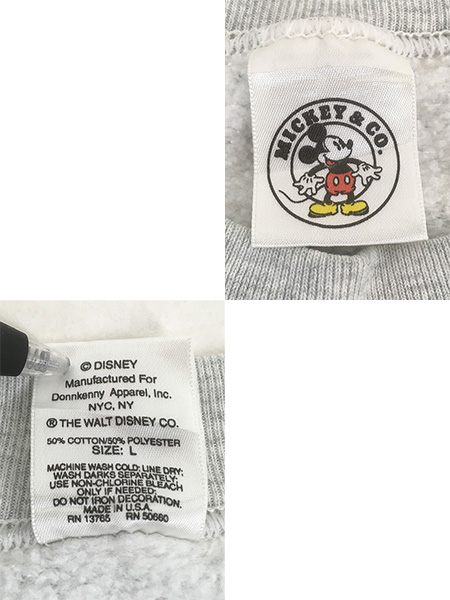 MICKEY & CO.
© DISNEY
Manufactured For
Donnkenny Apparel, Inc.
NYC, NY
® THE WALT DISNEY CO.
50% COTTON/50% POLYESTER
SIZE: L
MACHINE WASH COLD: LINE DRY:
WASH DARKS SEPARATELY:
USE NON-CHLORINE BLEACH
ONLY IF NEEDED:
DO NOT IRON DECORATION.
MADE IN U.S.A.
RN 13765 RN 50660